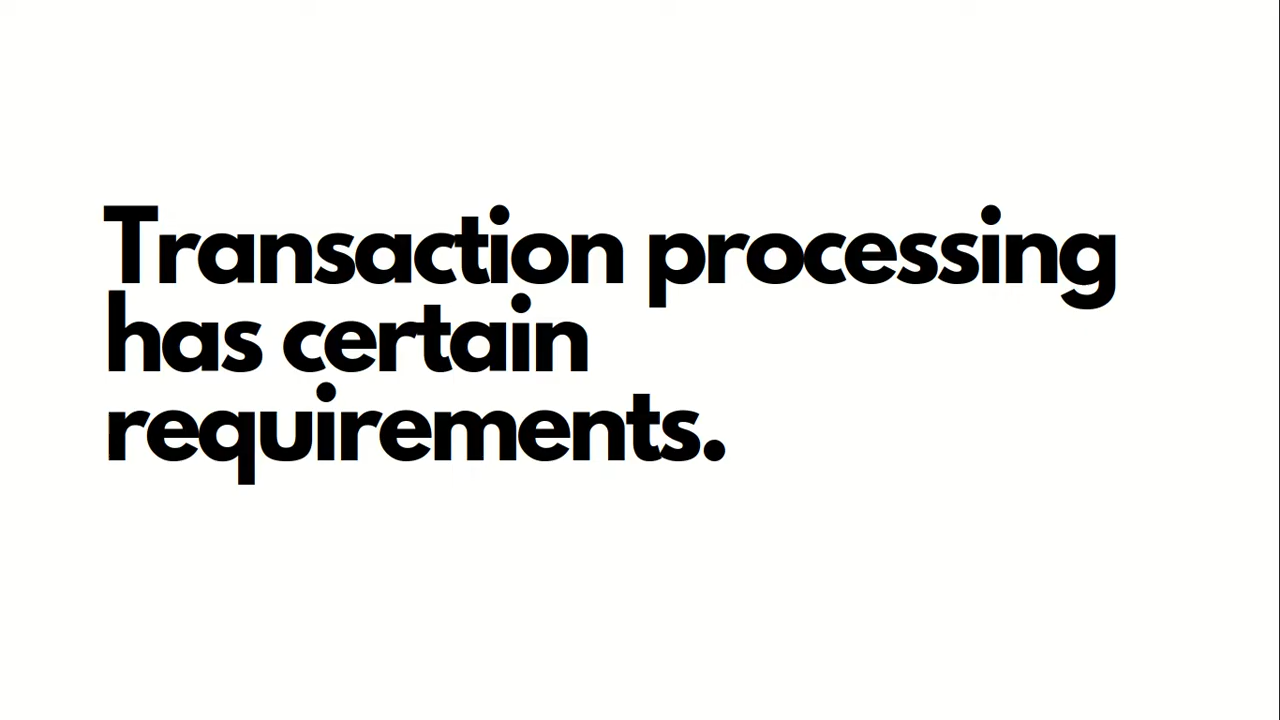 Transaction processing
has certain
requirements.